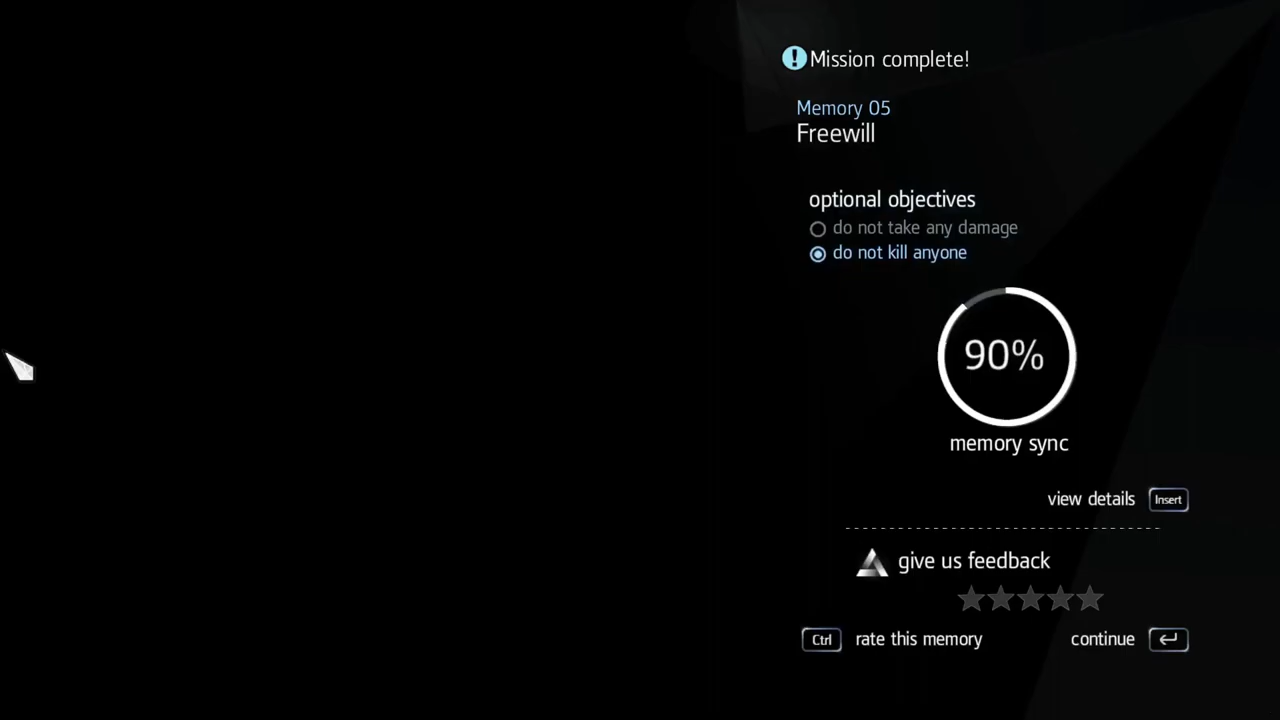 Mission complete!
Memory 05
Freewill
optional objectives
do not take any damage
do not kill anyone
90%
memory sync
view details Insert
give us feedback
Ctrl rate this memory continue